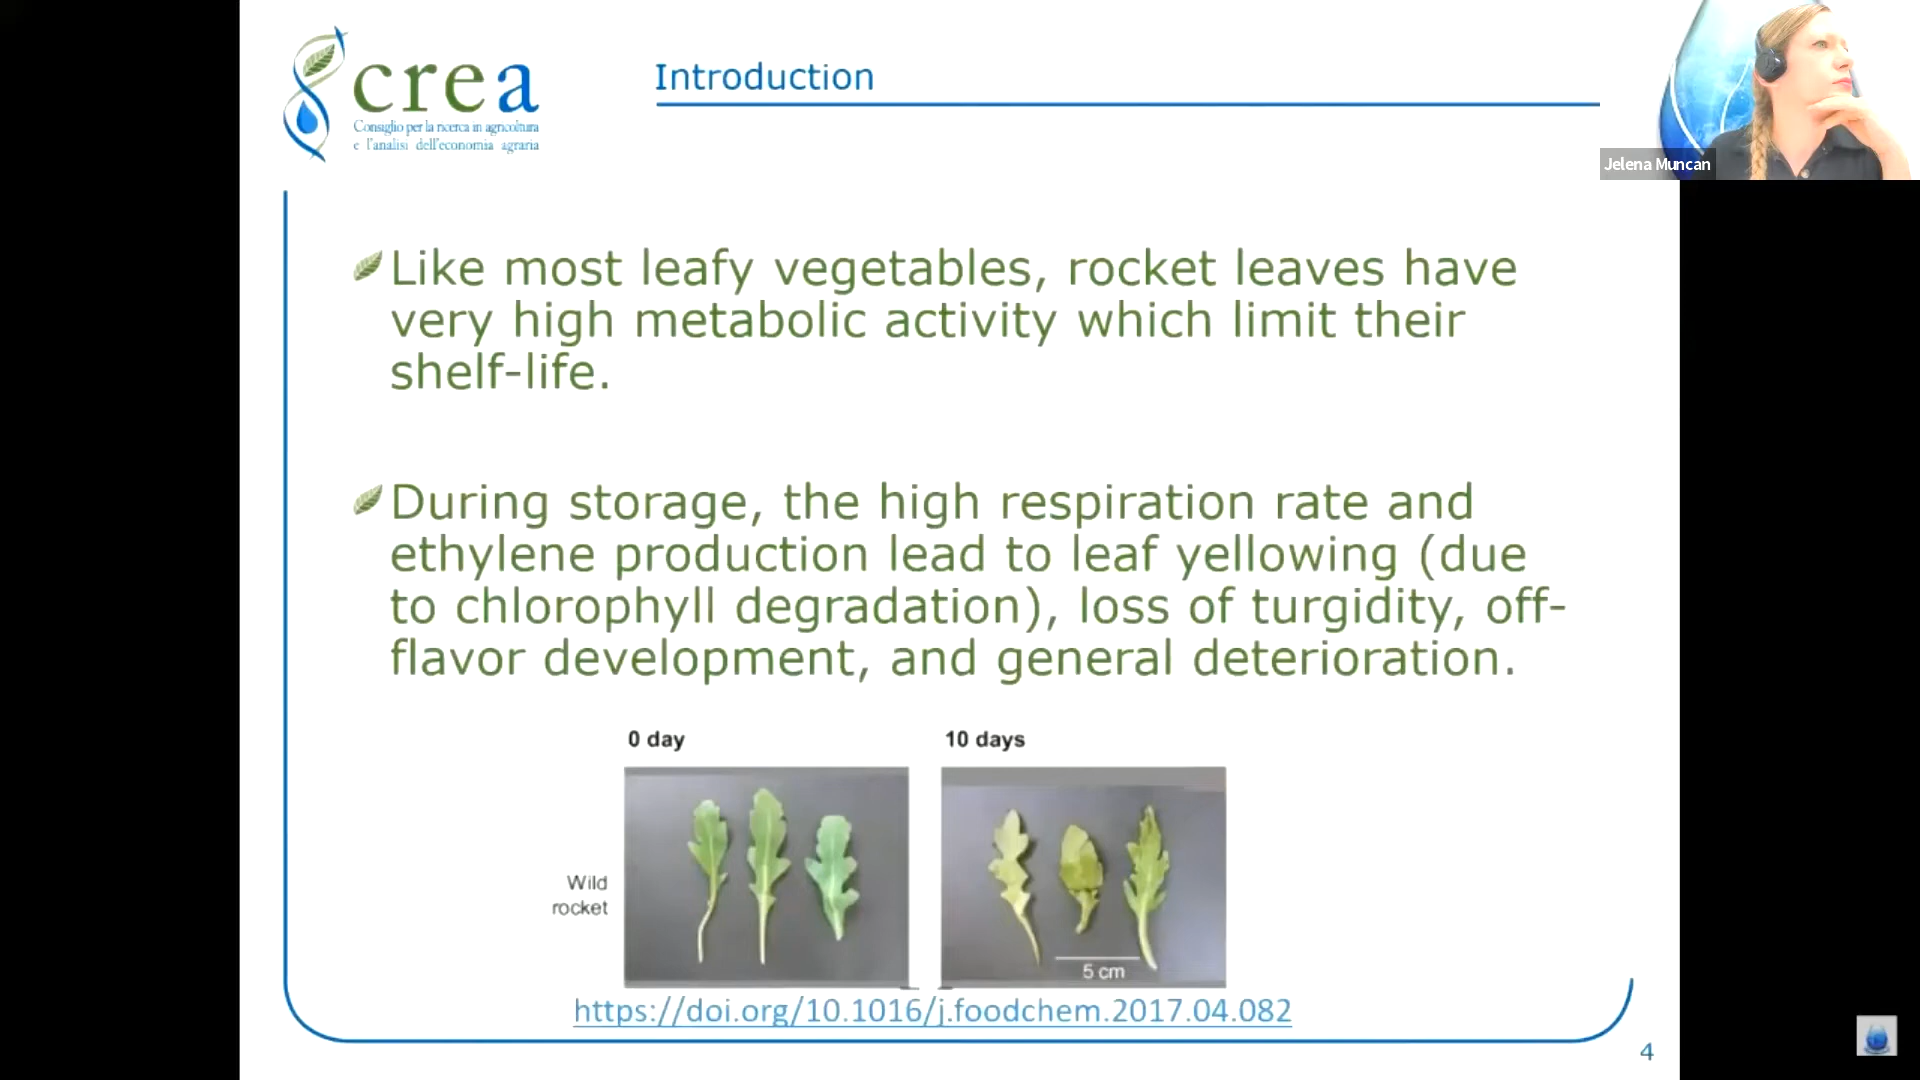 crea
Consiglio per la ricerca in agricoltura
e l'analisi dell'economia agraria
Introduction
Jelena Muncan
Like most leafy vegetables, rocket leaves have
very high metabolic activity which limit their
shelf-life.
During storage, the high respiration rate and
ethylene production lead to leaf yellowing (due
to chlorophyll degradation), loss of turgidity, off-
flavor development, and general deterioration.
0 day
10 days
Wild
rocket
5 cm
https://doi.org/10.1016/j.foodchem.2017.04.082
4